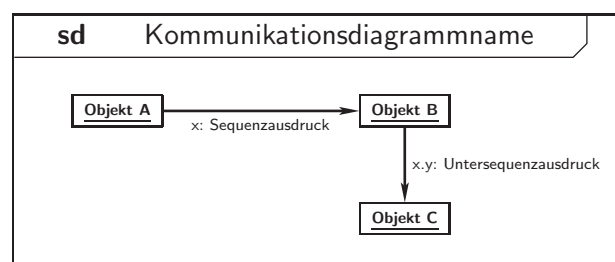 sd Kommunikationsdiagrammname
Objekt A
Objekt B
x: Sequenzausdruck
x.y: Untersequenzausdruck
Objekt C